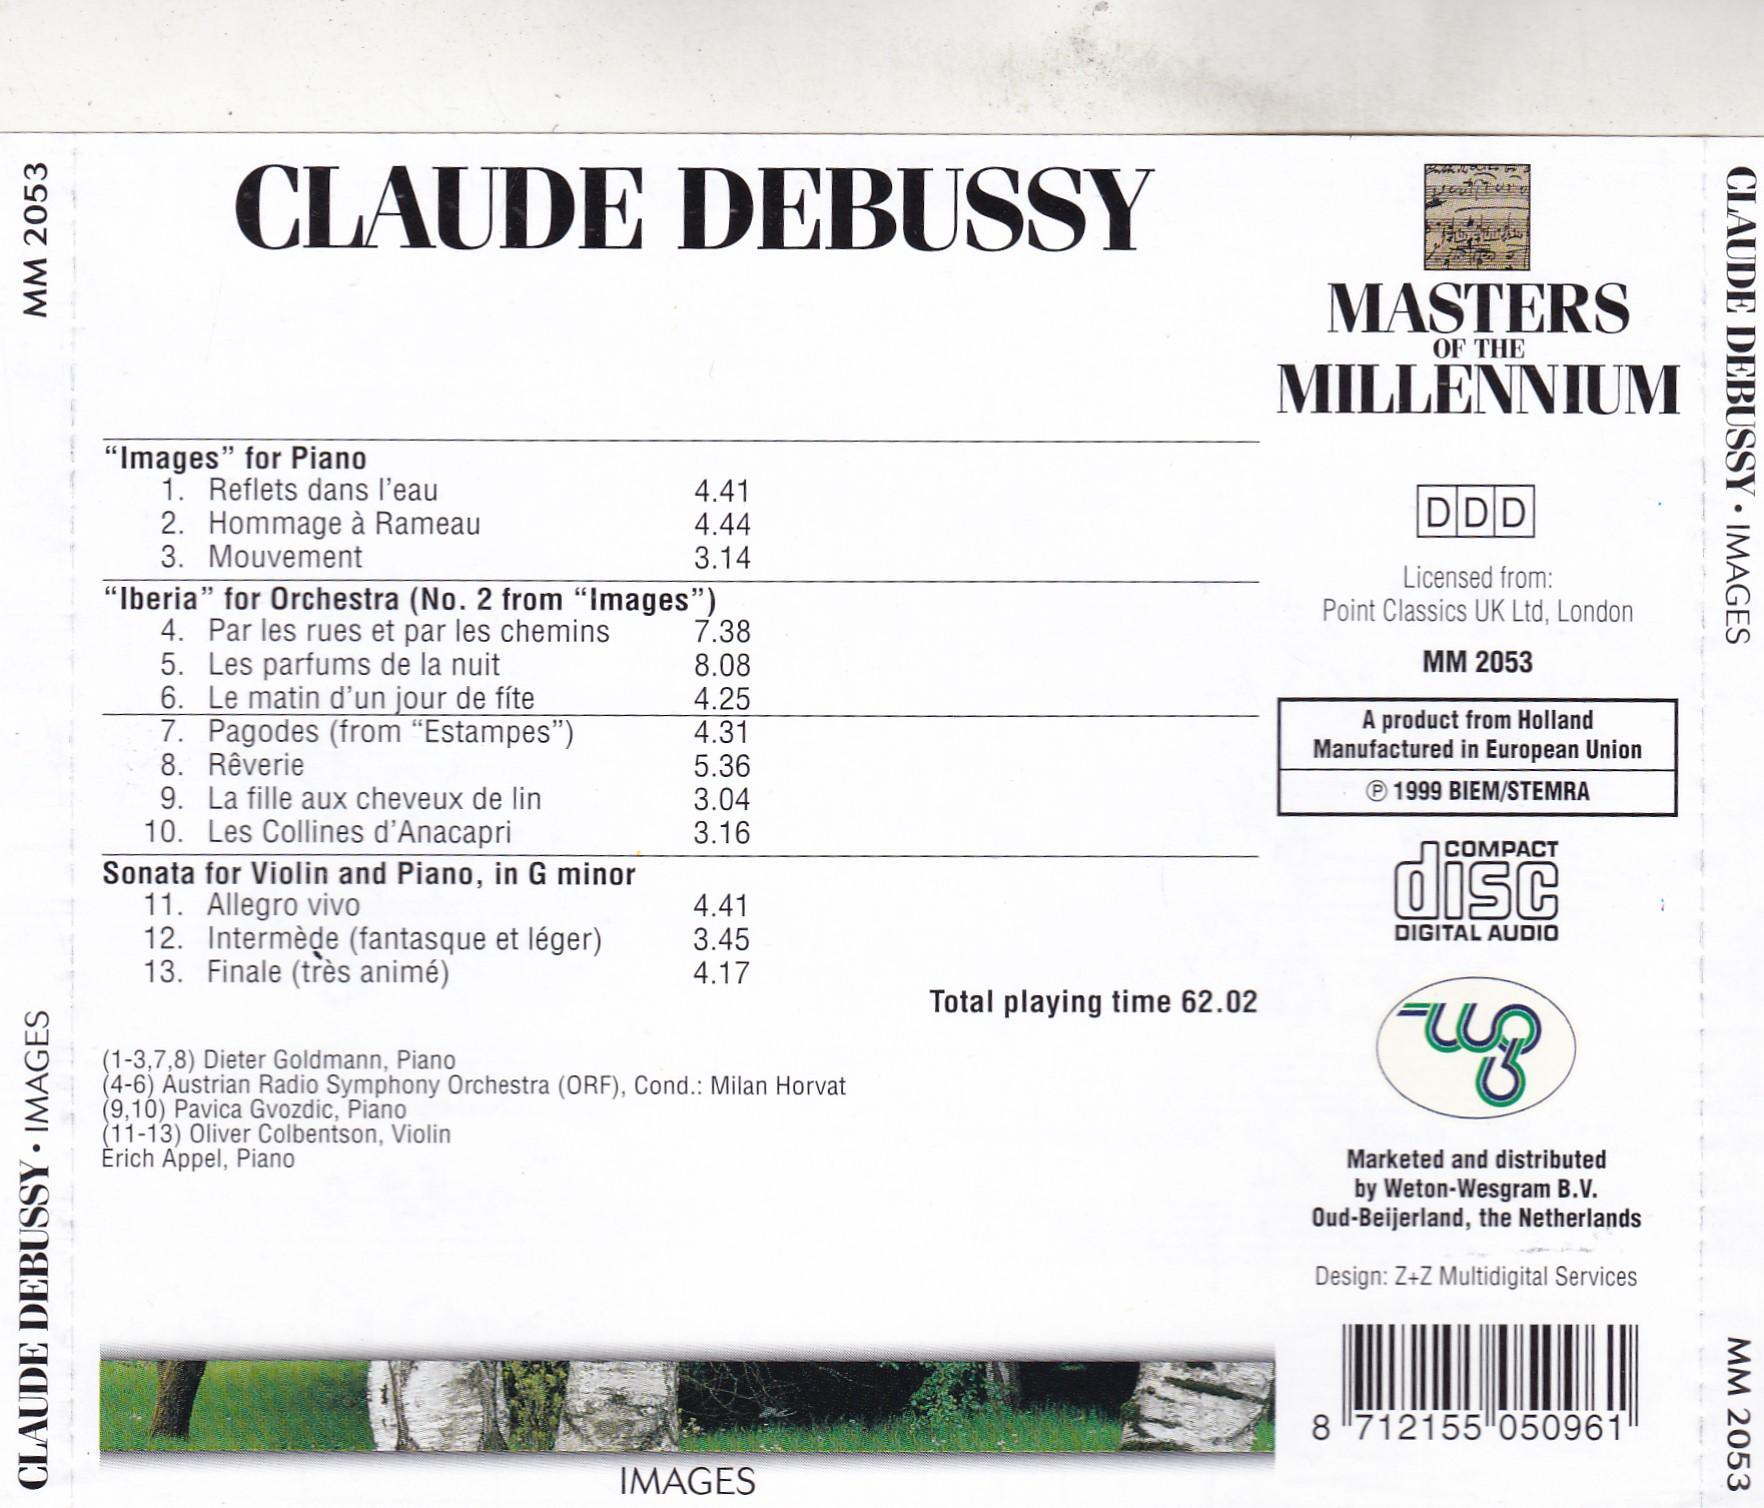 MM 2053
CLAUDE DEBUSSY • IMAGES
CLAUDE DEBUSSY
"Images" for Piano
1. Reflets dans l'eau 4.41
2. Hommage à Rameau 4.44
3. Mouvement 3.14
"Iberia" for Orchestra (No. 2 from "Images")
4. Par les rues et par les chemins 7.38
5. Les parfums de la nuit 8.08
6. Le matin d'un jour de fíte 4.25
7. Pagodes (from "Estampes") 4.31
8. Rêverie 5.36
9. La fille aux cheveux de lin 3.04
10. Les Collines d'Anacapri 3.16
Sonata for Violin and Piano, in G minor
11. Allegro vivo 4.41
12. Intermède (fantasque et léger) 3.45
13. Finale (très animé) 4.17
Total playing time 62.02
(1-3,7,8) Dieter Goldmann, Piano
(4-6) Austrian Radio Symphony Orchestra (ORF), Cond.: Milan Horvat
(9,10) Pavica Gvozdic, Piano
(11-13) Oliver Colbentson, Violin
Erich Appel, Piano
IMAGES
MASTERS
OF THE
MILLENNIUM
DDD
Licensed from:
Point Classics UK Ltd, London
MM 2053
A product from Holland
Manufactured in European Union
℗ 1999 BIEM/STEMRA
COMPACT
disc
DIGITAL AUDIO
Marketed and distributed
by Weton-Wesgram B.V.
Oud-Beijerland, the Netherlands
Design: Z+Z Multidigital Services
8 712155 050961
CLAUDE DEBUSSY • IMAGES
MM 2053